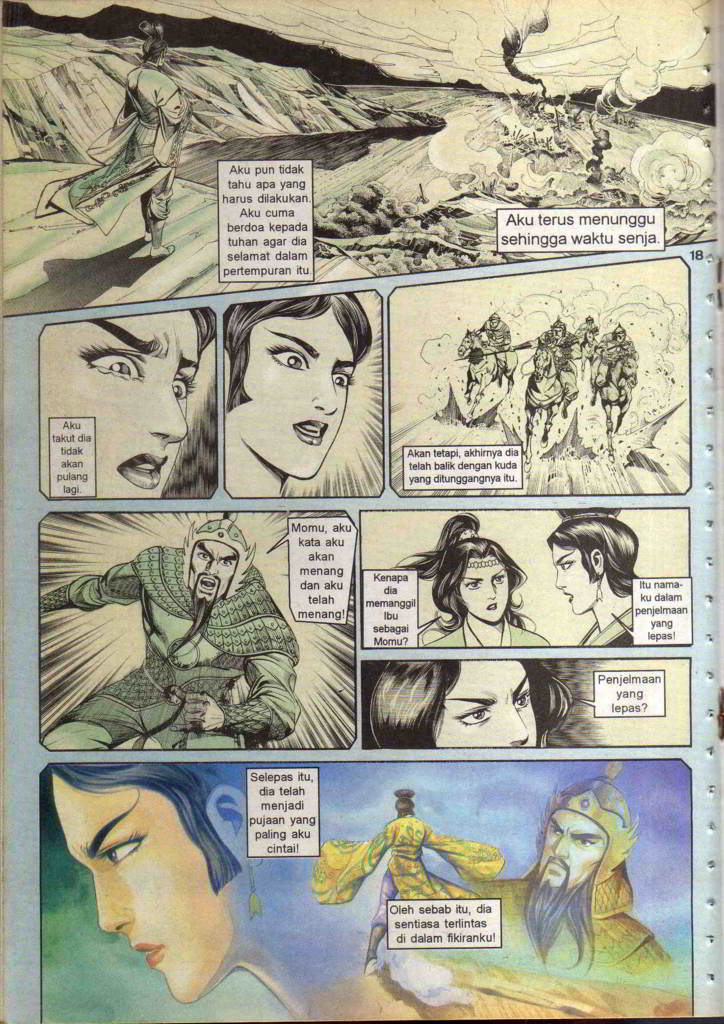 Aku pun tidak
tahu apa yang
harus dilakukan.
Aku cuma
berdoa kepada
tuhan agar dia
selamat dalam
pertempuran itu.
Aku terus menunggu
sehingga waktu senja.
18
Aku
takut dia
tidak
akan
pulang
lagi.
Akan tetapi, akhirnya dia
telah balik dengan kuda
yang ditunggangnya itu.
Momu, aku
kata aku
akan
menang
dan aku
telah
menang!
Kenapa
dia
memanggil
Ibu
sebagai
Momu?
Itu nama-
ku dalam
penjelmaan
yang
lepas!
Penjelmaan
yang
lepas?
Selepas itu,
dia telah
menjadi
pujaan yang
paling aku
cintai!
Oleh sebab itu, dia
sentiasa terlintas
di dalam fikiranku!